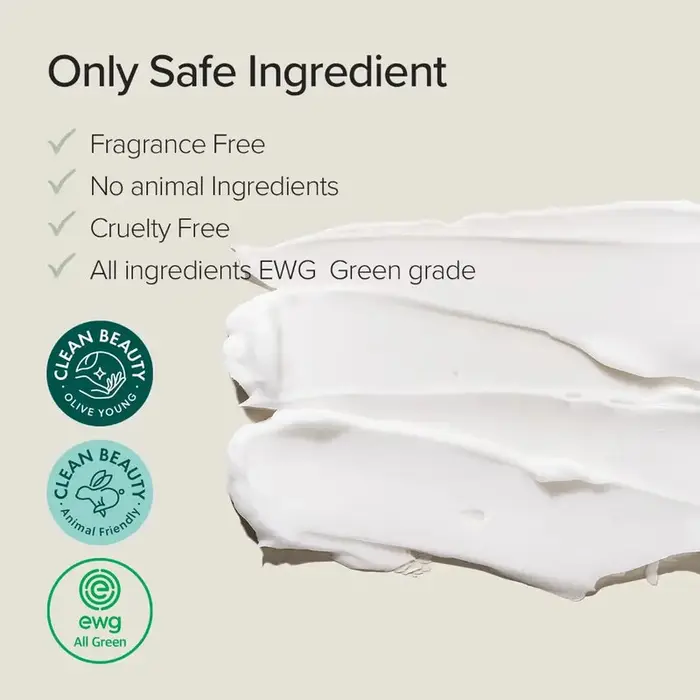 Only Safe Ingredient
Fragrance Free
No animal Ingredients
Cruelty Free
All ingredients EWG  Green grade
CLEAN BEAUTY
· OLIVE YOUNG ·
CLEAN BEAUTY
· Animal Friendly ·
e
ewg
All Green